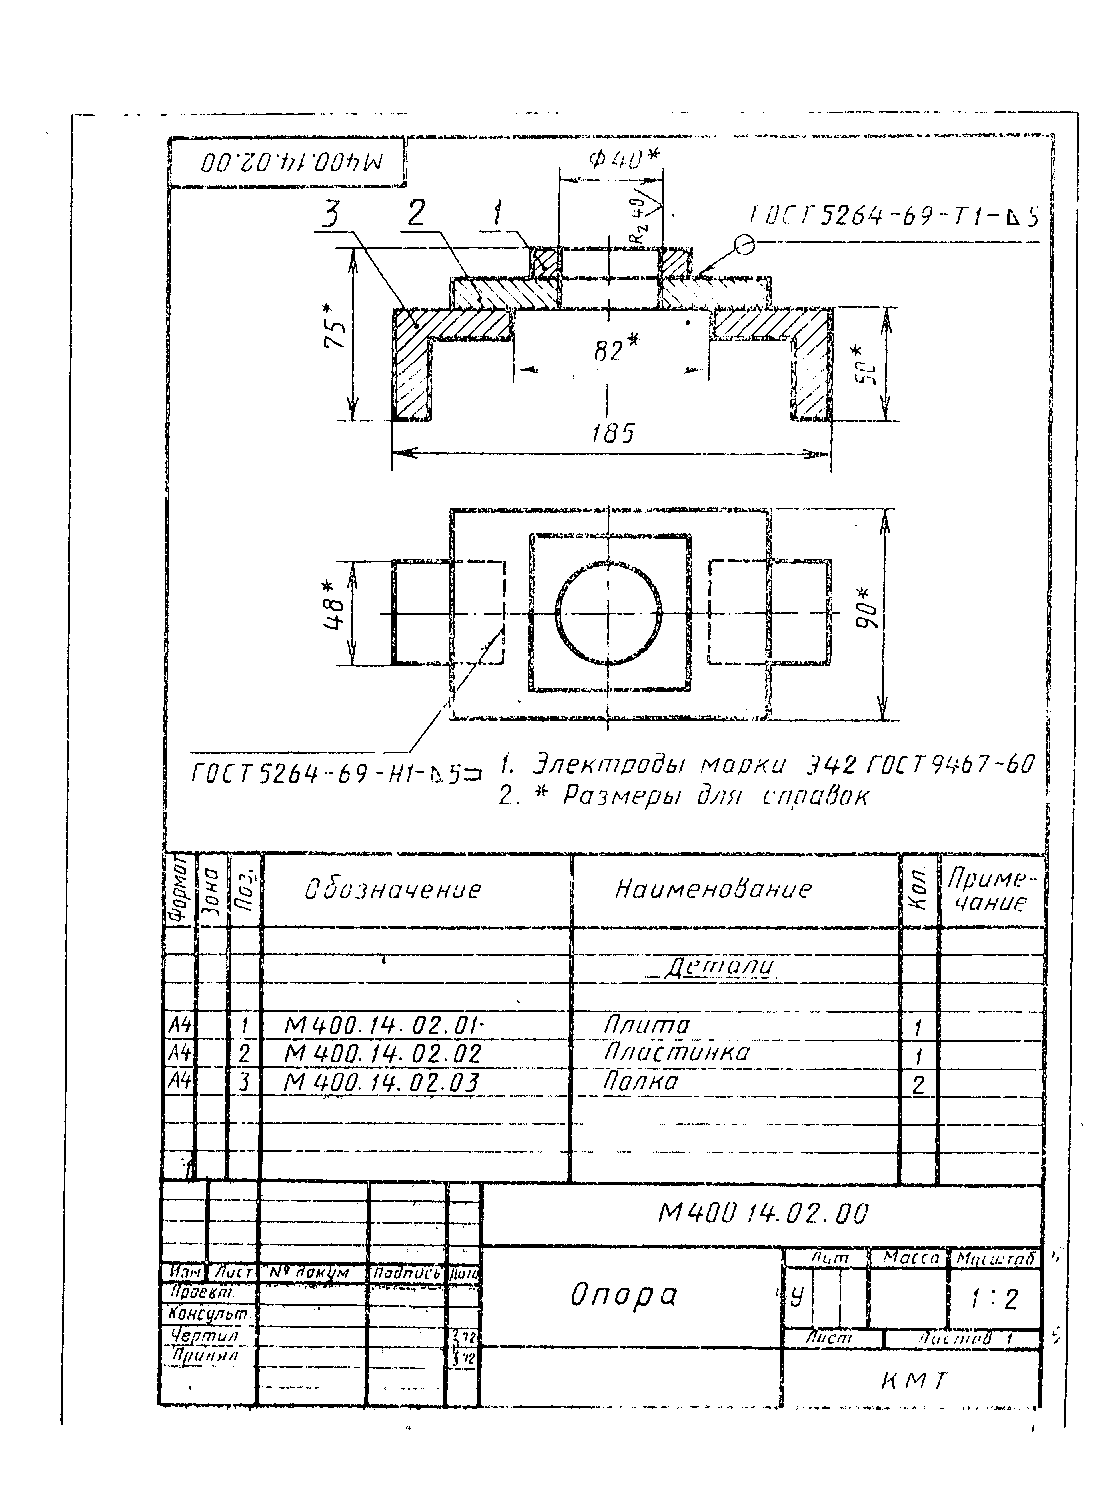 М400.14.02.00
Ф40*
Rz 40
ГОСТ 5264-69-Т1-⊿5
3 2 1
75*
82*
50*
185
48*
90*
ГОСТ 5264-69-Н1-⊿5⊐
1. Электроды марки Э42 ГОСТ 9467-60
2. * Размеры для справок
Формат Зона Поз. Обозначение Наименование Кол. Приме-
чание
Детали
А4 1 М400.14.02.01 Плита 1
А4 2 М400.14.02.02 Пластинка 1
А4 3 М400.14.02.03 Полка 2
М400 14.02.00
Изм Лист № докум Подпись Дата
Проект.
Консульт.
Чертил
Принял
Опора
Лит Масса Масштаб
У 1:2
Лист Листов 1
КМТ